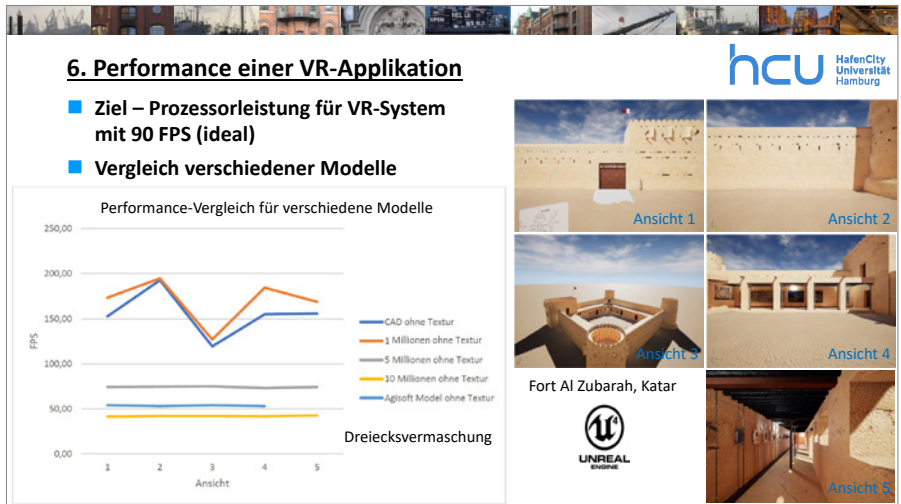 6. Performance einer VR-Applikation
hcu
HafenCity
Universität
Hamburg
Ziel – Prozessorleistung für VR-System
mit 90 FPS (ideal)
Vergleich verschiedener Modelle
Performance-Vergleich für verschiedene Modelle
250,00
200,00
150,00
100,00
50,00
0,00
FPS
1 2 3 4 5
Ansicht
CAD ohne Textur
1 Millionen ohne Textur
5 Millionen ohne Textur
10 Millionen ohne Textur
Agisoft Model ohne Textur
Dreiecksvermaschung
Ansicht 1
Ansicht 2
Ansicht 3
Ansicht 4
Fort Al Zubarah, Katar
UNREAL
ENGINE
Ansicht 5